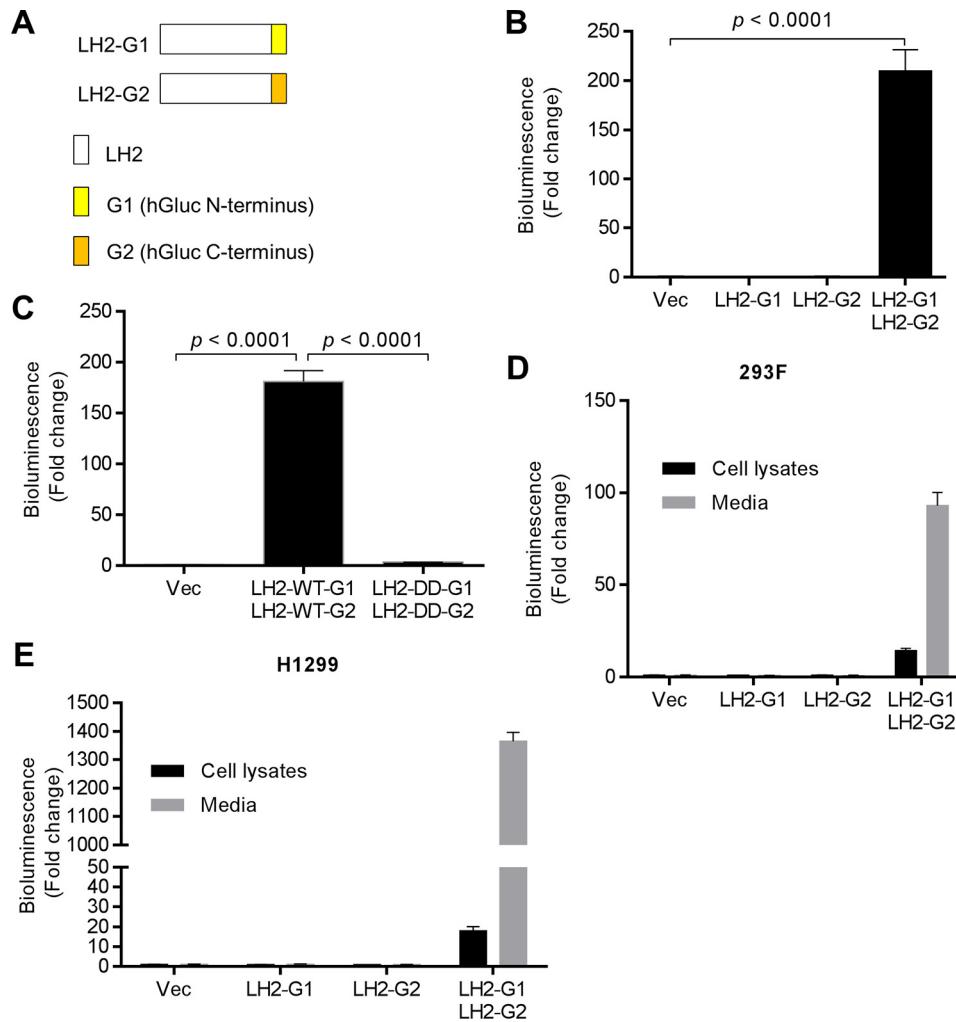 A
LH2-G1
LH2-G2
LH2
G1 (hGluc N-terminus)
G2 (hGluc C-terminus)
B
p < 0.0001
Bioluminescence
(Fold change)
250
200
150
100
50
0
Vec
LH2-G1
LH2-G2
LH2-G1
LH2-G2
C
p < 0.0001
p < 0.0001
Bioluminescence
(Fold change)
250
200
150
100
50
0
Vec
LH2-WT-G1
LH2-WT-G2
LH2-DD-G1
LH2-DD-G2
D
293F
Bioluminescence
(Fold change)
150
100
50
0
Cell lysates
Media
Vec
LH2-G1
LH2-G2
LH2-G1
LH2-G2
E
H1299
Bioluminescence
(Fold change)
1500
1400
1300
1200
1100
1000
50
40
30
20
10
0
Cell lysates
Media
Vec
LH2-G1
LH2-G2
LH2-G1
LH2-G2